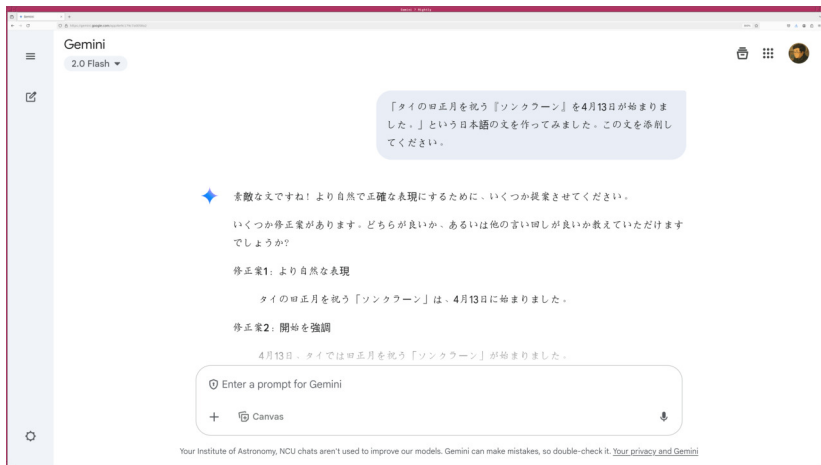 Gemini
2.0 Flash
「タイの旧正月を祝う『ソンクラーン』を4月13日が始まりま
した。」という日本語の文を作ってみました。この文を添削し
てください。
素敵な文ですね！より自然で正確な表現にするために、いくつか提案させてください。
いくつか修正案があります。どちらが良いか、あるいは他の言い回しが良いか教えていただけます
でしょうか？
修正案1：より自然な表現
タイの旧正月を祝う「ソンクラーン」は、4月13日に始まりました。
修正案2：開始を強調
4月13日、タイでは旧正月を祝う「ソンクラーン」が始まりました。
Enter a prompt for Gemini
Canvas
Your Institute of Astronomy, NCU chats aren't used to improve our models. Gemini can make mistakes, so double-check it. Your privacy and Gemini